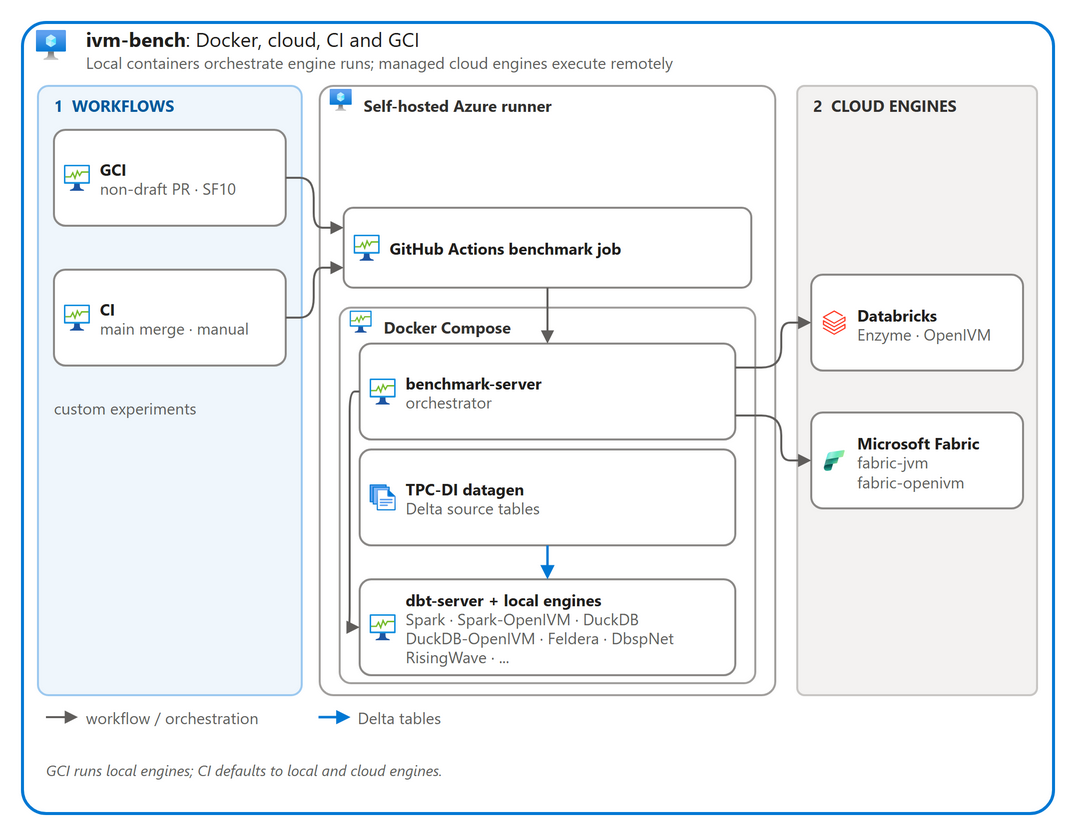 ivm-bench: Docker, cloud, CI and GCI
Local containers orchestrate engine runs; managed cloud engines execute remotely
1 WORKFLOWS
GCI
non-draft PR · SF10
CI
main merge · manual
custom experiments
Self-hosted Azure runner
GitHub Actions benchmark job
Docker Compose
benchmark-server
orchestrator
TPC-DI datagen
Delta source tables
dbt-server + local engines
Spark · Spark-OpenIVM · DuckDB
DuckDB-OpenIVM · Feldera · DbspNet
RisingWave · ...
2 CLOUD ENGINES
Databricks
Enzyme · OpenIVM
Microsoft Fabric
fabric-jvm
fabric-openivm
workflow / orchestration
Delta tables
GCI runs local engines; CI defaults to local and cloud engines.